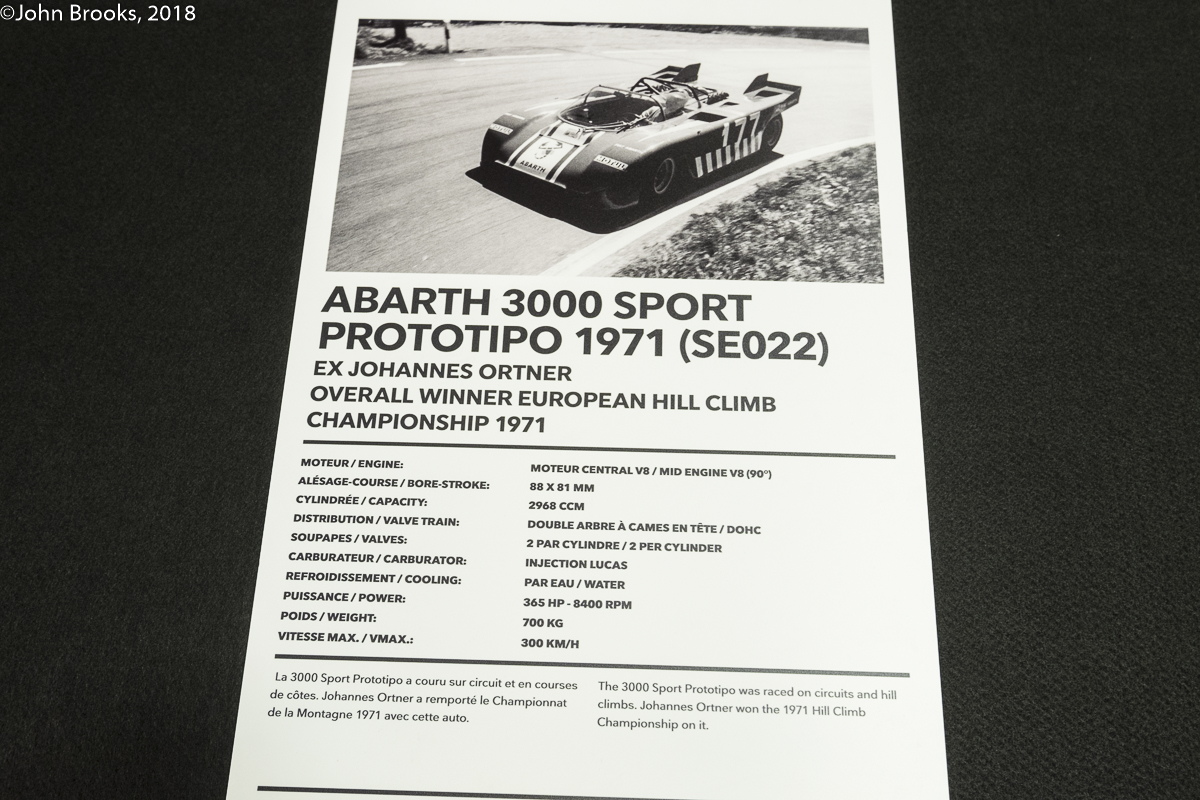 ©John Brooks, 2018
177
ABARTH
ABARTH 3000 SPORT
PROTOTIPO 1971 (SE022)
EX JOHANNES ORTNER
OVERALL WINNER EUROPEAN HILL CLIMB
CHAMPIONSHIP 1971
MOTEUR / ENGINE: MOTEUR CENTRAL V8 / MID ENGINE V8 (90°)
ALÉSAGE-COURSE / BORE-STROKE: 88 X 81 MM
CYLINDRÉE / CAPACITY: 2968 CCM
DISTRIBUTION / VALVE TRAIN: DOUBLE ARBRE À CAMES EN TÊTE / DOHC
SOUPAPES / VALVES: 2 PAR CYLINDRE / 2 PER CYLINDER
CARBURATEUR / CARBURATOR: INJECTION LUCAS
REFROIDISSEMENT / COOLING: PAR EAU / WATER
PUISSANCE / POWER: 365 HP - 8400 RPM
POIDS / WEIGHT: 700 KG
VITESSE MAX. / VMAX.: 300 KM/H
La 3000 Sport Prototipo a couru sur circuit et en courses
de côtes. Johannes Ortner a remporté le Championnat
de la Montagne 1971 avec cette auto.
The 3000 Sport Prototipo was raced on circuits and hill
climbs. Johannes Ortner won the 1971 Hill Climb
Championship on it.